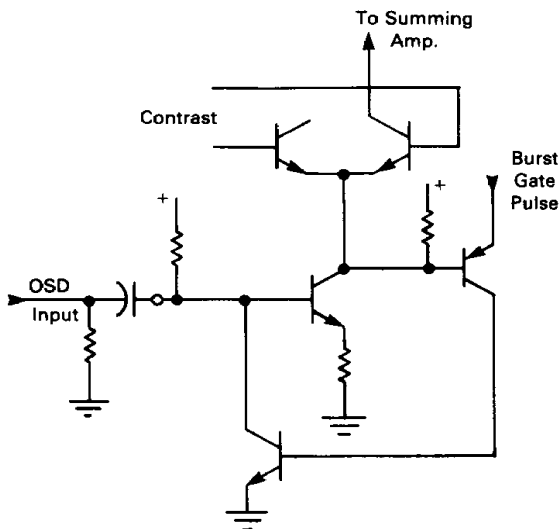 To Summing
Amp.
Contrast
Burst
Gate
Pulse
+
+
OSD
Input